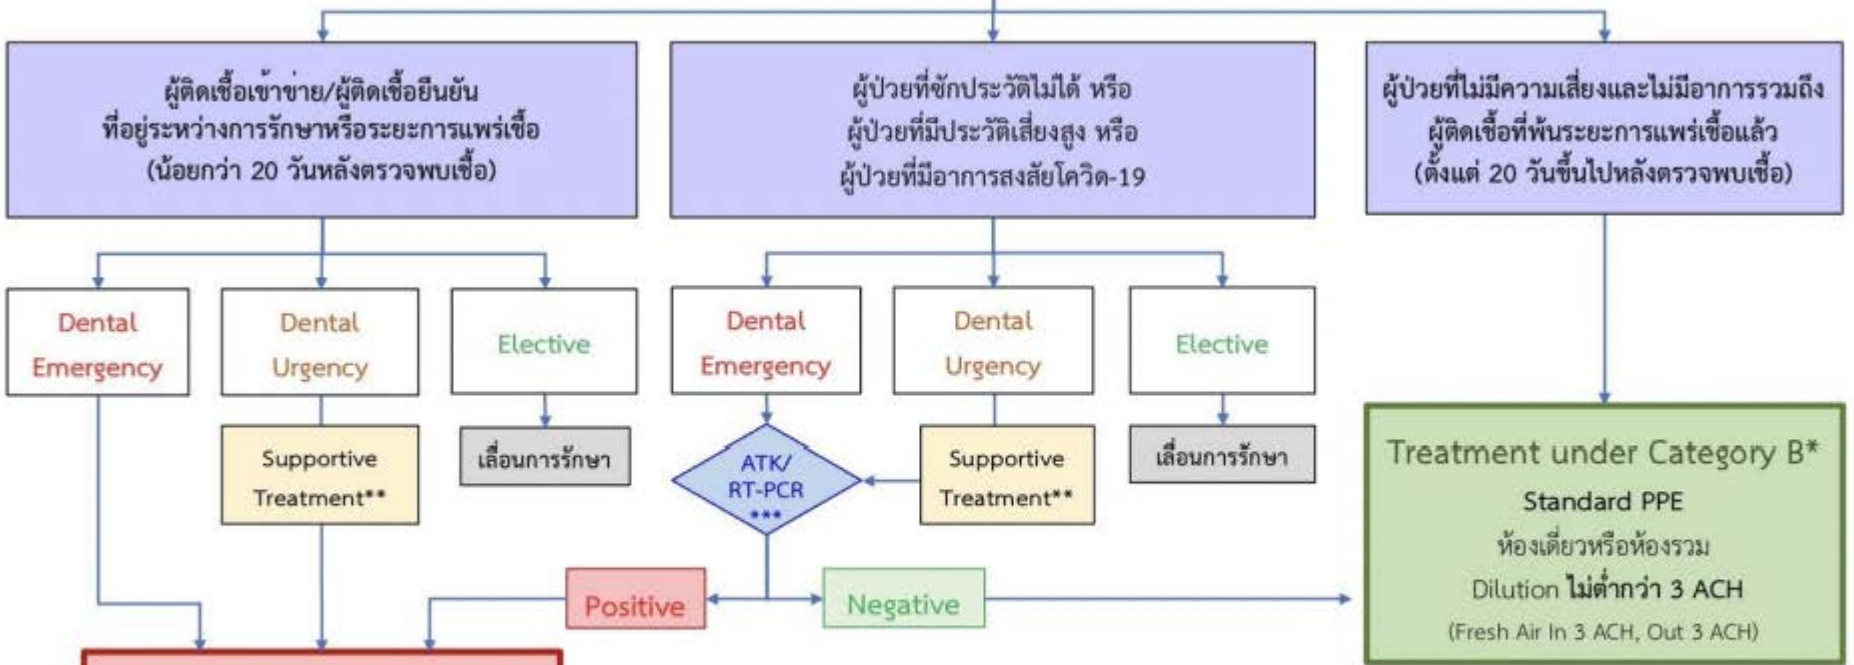 ผู้ติดเชื้อเข้าข่าย/ผู้ติดเชื้อยืนยัน
ที่อยู่ระหว่างการรักษาหรือระยะการแพร่เชื้อ
(น้อยกว่า 20 วันหลังตรวจพบเชื้อ)
ผู้ป่วยที่ซักประวัติไม่ได้ หรือ
ผู้ป่วยที่มีประวัติเสี่ยงสูง หรือ
ผู้ป่วยที่มีอาการสงสัยโควิด-19
ผู้ป่วยที่ไม่มีความเสี่ยงและไม่มีอาการรวมถึง
ผู้ติดเชื้อที่พ้นระยะการแพร่เชื้อแล้ว
(ตั้งแต่ 20 วันขึ้นไปหลังตรวจพบเชื้อ)
Dental
Emergency
Dental
Urgency
Elective
Dental
Emergency
Dental
Urgency
Elective
Supportive
Treatment**
เลื่อนการรักษา
ATK/
RT-PCR
***
Supportive
Treatment**
เลื่อนการรักษา
Treatment under Category B*
Standard PPE
ห้องเดี่ยวหรือห้องรวม
Dilution ไม่ต่ำกว่า 3 ACH
(Fresh Air In 3 ACH, Out 3 ACH)
Positive
Negative